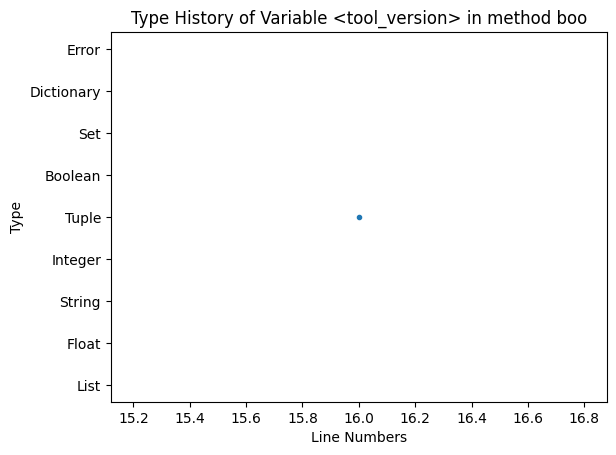 Type History of Variable <tool_version> in method boo
Error
Dictionary
Set
Boolean
Tuple
Integer
String
Float
List
Type
15.2 15.4 15.6 15.8 16.0 16.2 16.4 16.6 16.8
Line Numbers